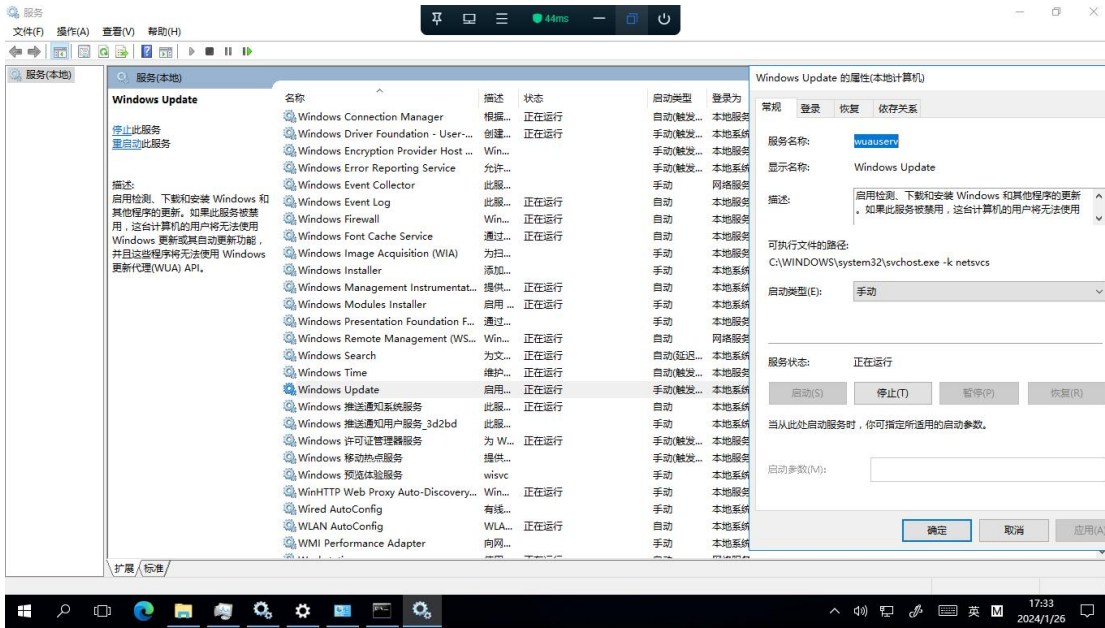 服务
44ms
文件(F) 操作(A) 查看(V) 帮助(H)
服务(本地)
服务(本地)
Windows Update
停止此服务
重启动此服务
描述:
启用检测、下载和安装 Windows 和
其他程序的更新。如果此服务被禁
用，这台计算机的用户将无法使用
Windows 更新或其自动更新功能，
并且这些程序将无法使用 Windows
更新代理(WUA) API。
名称 描述 状态 启动类型 登录为
Windows Connection Manager 根据... 正在运行 自动(触发... 本地服务
Windows Driver Foundation - User-... 创建... 正在运行 手动(触发... 本地系统
Windows Encryption Provider Host ... Win... 手动(触发... 本地服务
Windows Error Reporting Service 允许... 手动(触发... 本地系统
Windows Event Collector 此服... 手动 网络服务
Windows Event Log 此服... 正在运行 自动 本地服务
Windows Firewall Win... 正在运行 自动 本地服务
Windows Font Cache Service 通过... 正在运行 自动 本地服务
Windows Image Acquisition (WIA) 为扫... 手动 本地服务
Windows Installer 添加... 手动 本地系统
Windows Management Instrumentat... 提供... 正在运行 自动 本地系统
Windows Modules Installer 启用 ... 正在运行 手动 本地系统
Windows Presentation Foundation F... 通过... 手动 本地服务
Windows Remote Management (WS... Win... 正在运行 自动 网络服务
Windows Search 为文... 正在运行 自动(延迟... 本地系统
Windows Time 维护... 正在运行 自动(触发... 本地服务
Windows Update 启用... 正在运行 手动(触发... 本地系统
Windows 推送通知系统服务 此服... 正在运行 自动 本地系统
Windows 推送通知用户服务_3d2bd 此服... 手动 本地系统
Windows 许可证管理器服务 为 W... 正在运行 手动(触发... 本地服务
Windows 移动热点服务 提供... 手动(触发... 本地服务
Windows 预览体验服务 wisvc 手动 本地系统
WinHTTP Web Proxy Auto-Discovery... Win... 正在运行 手动 本地服务
Wired AutoConfig 有线... 手动 本地系统
WLAN AutoConfig WLA... 正在运行 自动 本地系统
WMI Performance Adapter 向网... 手动 本地系统
扩展 标准
Windows Update 的属性(本地计算机)
常规 登录 恢复 依存关系
服务名称: wuauserv
显示名称: Windows Update
描述: 启用检测、下载和安装 Windows 和其他程序的更新
。如果此服务被禁用，这台计算机的用户将无法使用
可执行文件的路径:
C:\WINDOWS\system32\svchost.exe -k netsvcs
启动类型(E): 手动
服务状态: 正在运行
启动(S) 停止(T) 暂停(P) 恢复(R)
当从此处启动服务时，你可指定所适用的启动参数。
启动参数(M):
确定 取消 应用(A
英 M 17:33
2024/1/26